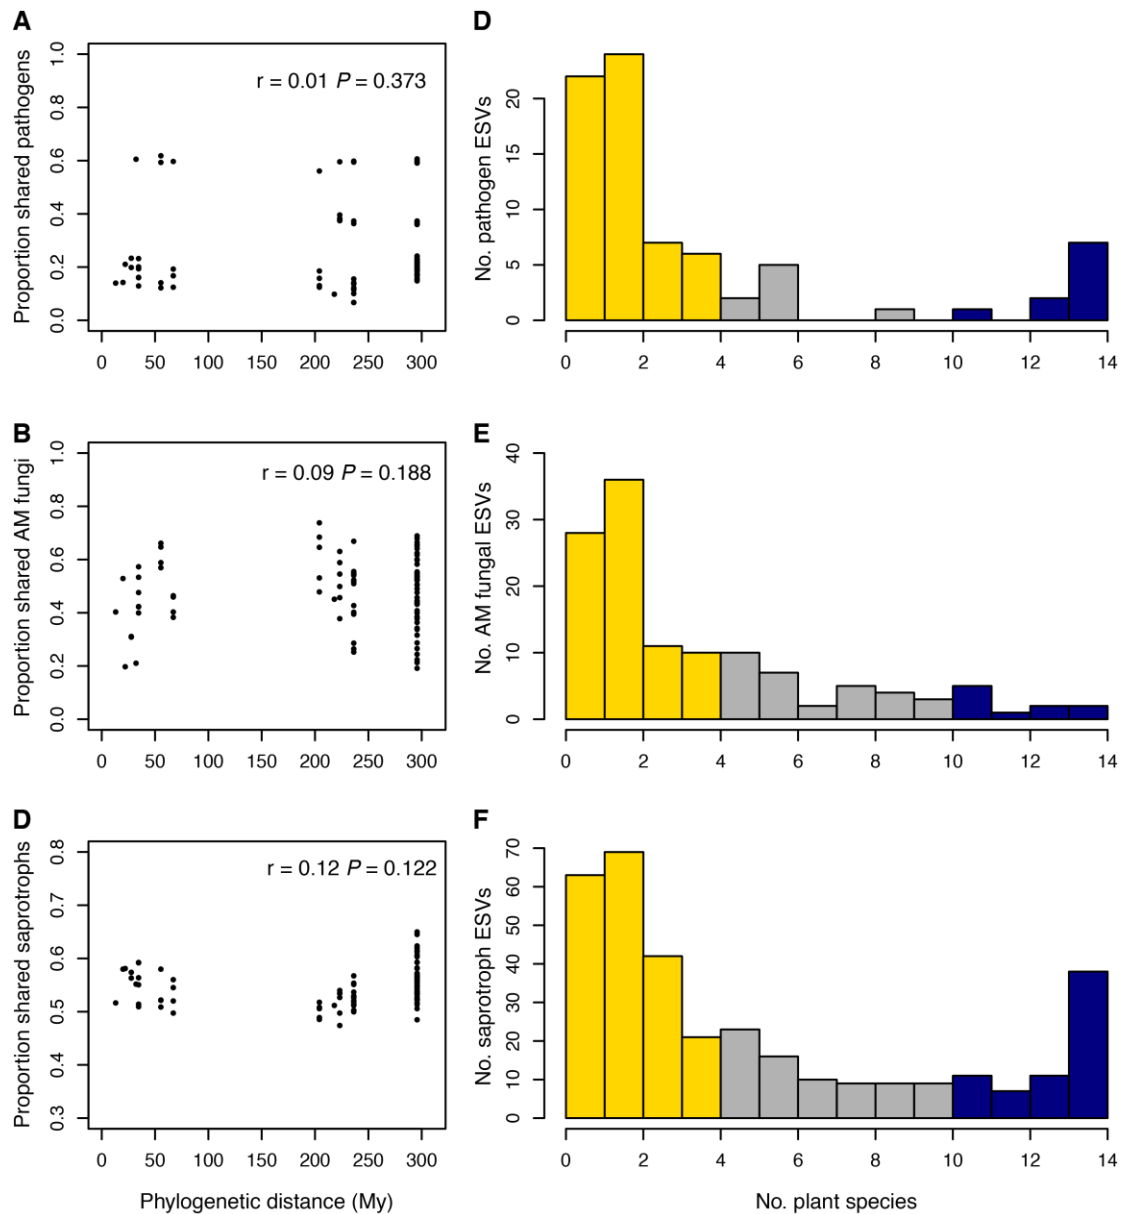 A
Proportion shared pathogens
1.0
0.8
0.6
0.4
0.2
0.0
r = 0.01 P = 0.373
0 50 100 150 200 250 300
D
No. pathogen ESVs
20
15
10
5
0
0 2 4 6 8 10 12 14
B
Proportion shared AM fungi
1.0
0.8
0.6
0.4
0.2
0.0
r = 0.09 P = 0.188
0 50 100 150 200 250 300
E
No. AM fungal ESVs
40
30
20
10
0
0 2 4 6 8 10 12 14
D
Proportion shared saprotrophs
0.8
0.7
0.6
0.5
0.4
0.3
r = 0.12 P = 0.122
0 50 100 150 200 250 300
Phylogenetic distance (My)
F
No. saprotroph ESVs
70
60
50
40
30
20
10
0
0 2 4 6 8 10 12 14
No. plant species